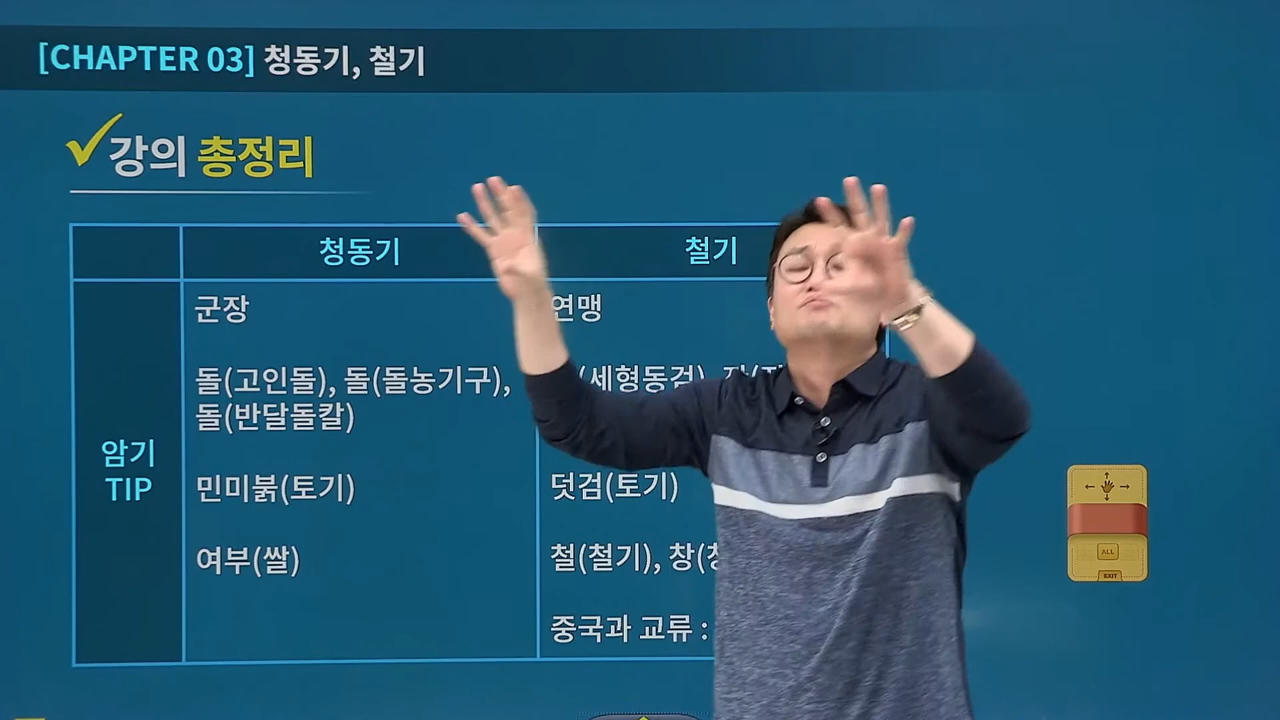 [CHAPTER 03] 청동기, 철기
강의 총정리
청동기
철기
암기
TIP
군장
돌(고인돌), 돌(돌농기구),
돌(반달돌칼)
민미붉(토기)
여부(쌀)
연맹
(세형동검),
덧검(토기)
철(철기), 창(
중국과 교류 :
ALL
EXIT